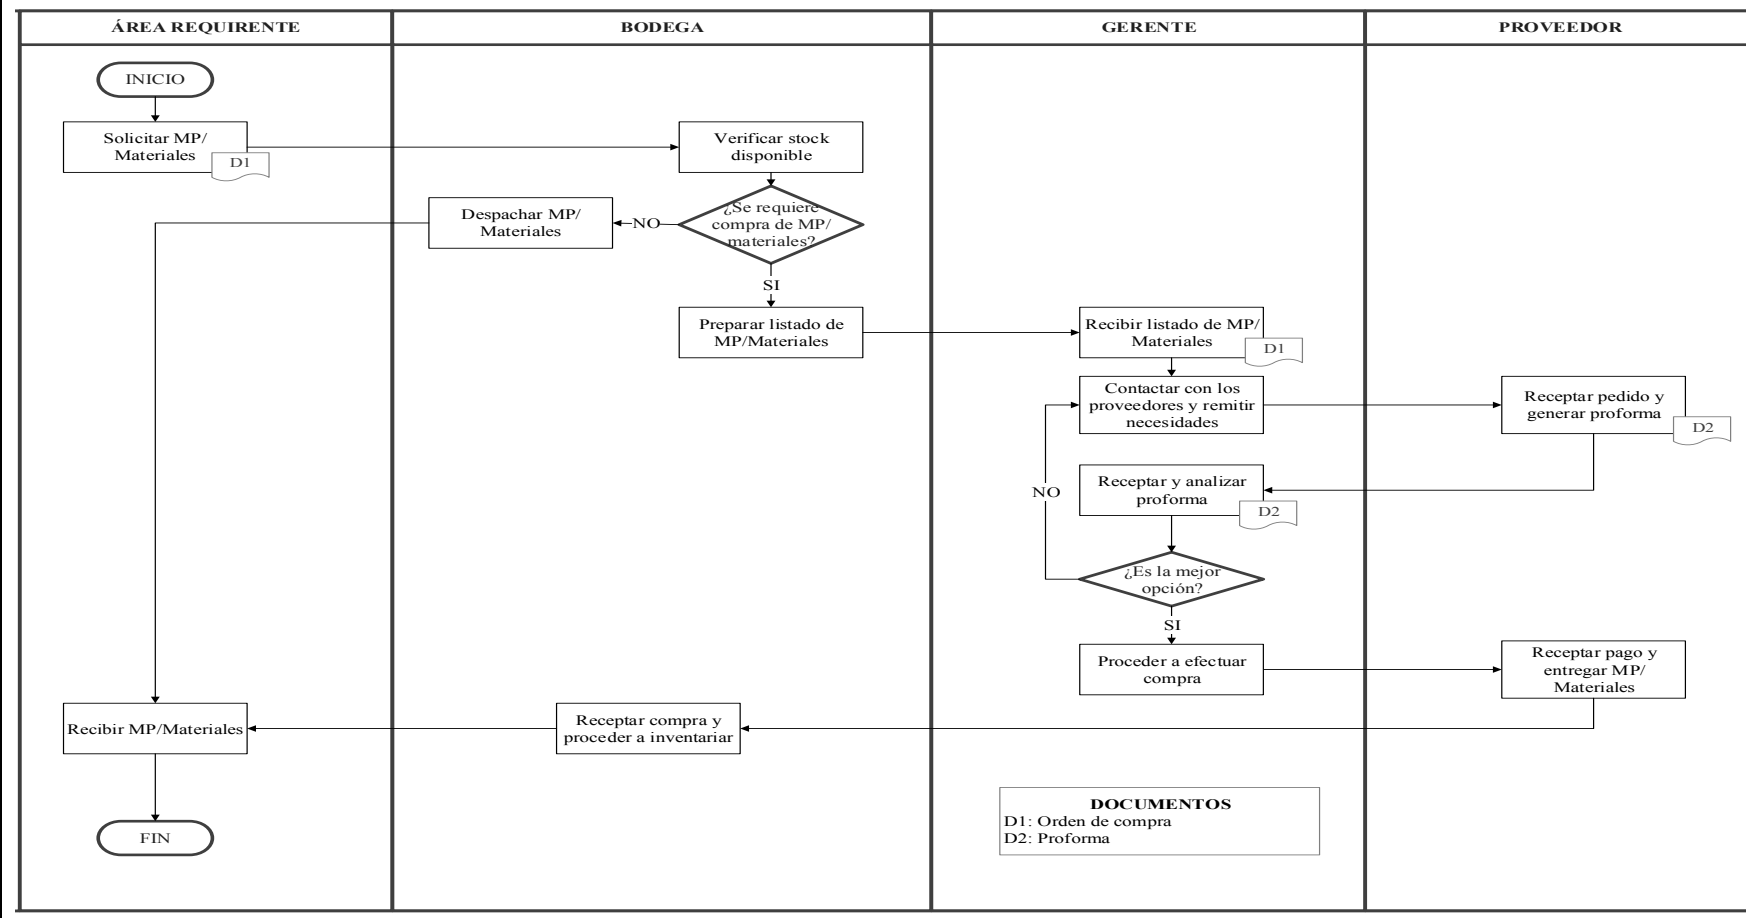 ÁREA REQUIRENTE
BODEGA
GERENTE
PROVEEDOR
INICIO
Solicitar MP/
Materiales
D1
Verificar stock
disponible
¿Se requiere
compra de MP/
materiales?
NO
Despachar MP/
Materiales
SI
Preparar listado de
MP/Materiales
Recibir listado de MP/
Materiales
D1
Contactar con los
proveedores y remitir
necesidades
Receptar pedido y
generar proforma
D2
Receptar y analizar
proforma
D2
NO
¿Es la mejor
opción?
SI
Proceder a efectuar
compra
Receptar pago y
entregar MP/
Materiales
Receptar compra y
proceder a inventariar
Recibir MP/Materiales
FIN
DOCUMENTOS
D1: Orden de compra
D2: Proforma